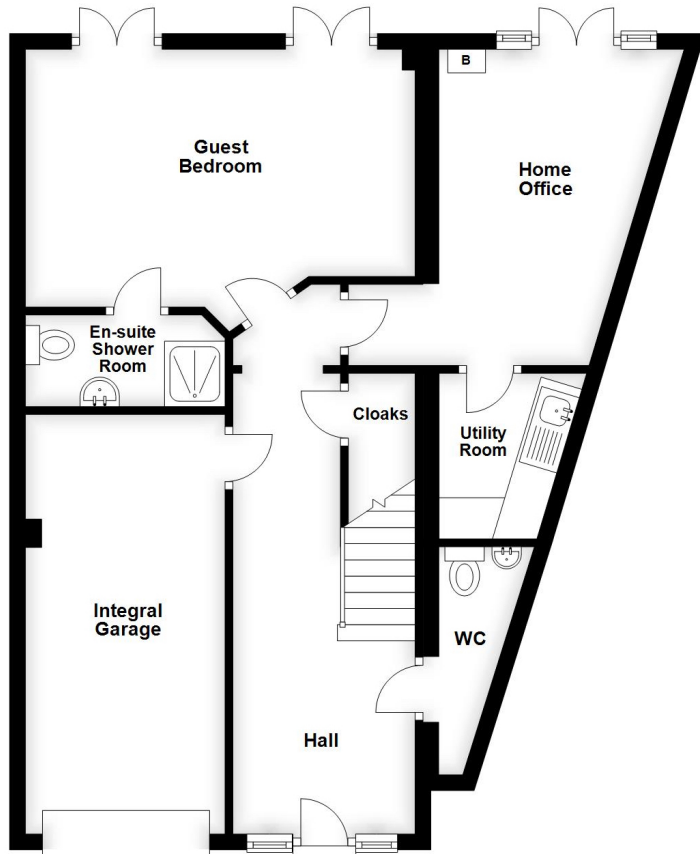 B
Guest
Bedroom
Home
Office
En-suite
Shower
Room
Cloaks
Utility
Room
Integral
Garage
WC
Hall